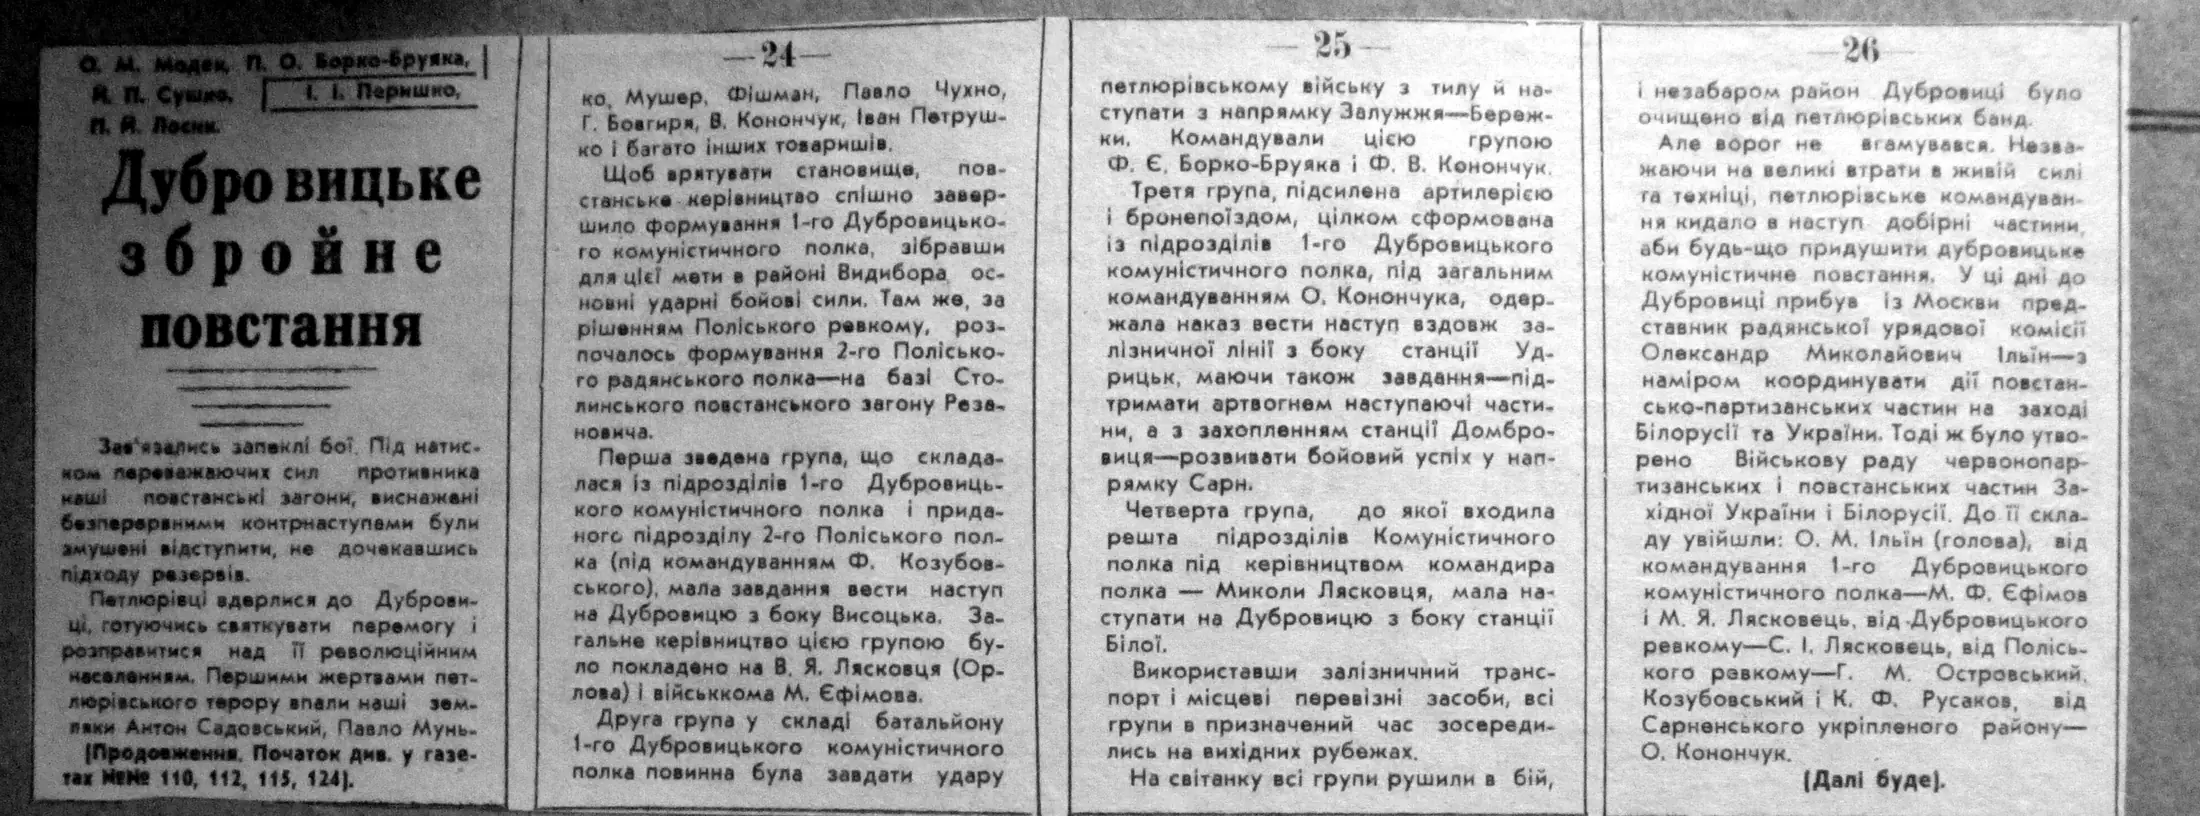 О. М. Модек, П. О. Борко-Бруяка,
Й. П. Сушко, І. І. Перишко,
П. Й. Ласик.
Дубровицьке
збройне
повстання
Зав'язались запеклі бої. Під натис-
ком переважаючих сил противника
наші повстанські загони, виснажені
безперервними контрнаступами були
змушені відступити, не дочекавшись
підходу резервів.
Петлюрівці вдерлися до Дуброви-
ці, готуючись святкувати перемогу і
розправитися над її революційним
населенням. Першими жертвами пет-
люрівського терору впали наші зем-
ляки Антон Садовський, Павло Мунь-
(Продовження. Початок див. у газе-
тах №№ 110, 112, 115, 124).
—24—
ко, Мушер, Фішман, Павло Чухно,
Г. Бовгиря, В. Конончук, Іван Петруш-
ко і багато інших товаришів.
Щоб врятувати становище, пов-
станське керівництво спішно завер-
шило формування 1-го Дубровицько-
го комуністичного полка, зібравши
для цієї мети в районі Видибора ос-
новні ударні бойові сили. Там же, за
рішенням Поліського ревкому, роз-
почалось формування 2-го Полісько-
го радянського полка—на базі Сто-
линського повстанського загону Реза-
новича.
Перша зведена група, що склада-
лася із підрозділів 1-го Дубровиць-
кого комуністичного полка і прида-
ного підрозділу 2-го Поліського пол-
ка (під командуванням Ф. Козубов-
ського), мала завдання вести наступ
на Дубровицю з боку Висоцька. За-
гальне керівництво цією групою бу-
ло покладено на В. Я. Лясковця (Ор-
лова) і військкома М. Єфімова.
Друга група у складі батальйону
1-го Дубровицького комуністичного
полка повинна була завдати удару
—25—
петлюрівському війську з тилу й на-
ступати з напрямку Залужжя—Береж-
ки. Командували цією групою
Ф. Є. Борко-Бруяка і Ф. В. Конончук.
Третя група, підсилена артилерією
і бронепоїздом, цілком сформована
із підрозділів 1-го Дубровицького
комуністичного полка, під загальним
командуванням О. Конончука, одер-
жала наказ вести наступ вздовж за-
лізничної лінії з боку станції Уд-
рицьк, маючи також завдання—під-
тримати артвогнем наступаючі части-
ни, а з захопленням станції Домбро-
виця—розвивати бойовий успіх у нап-
рямку Сарн.
Четверта група, до якої входила
решта підрозділів Комуністичного
полка під керівництвом командира
полка — Миколи Лясковця, мала на-
ступати на Дубровицю з боку станції
Білої.
Використавши залізничний транс-
порт і місцеві перевізні засоби, всі
групи в призначений час зосереди-
лись на вихідних рубежах.
На світанку всі групи рушили в бій,
—26—
і незабаром район Дубровиці було
очищено від петлюрівських банд.
Але ворог не вгамувався. Незва-
жаючи на великі втрати в живій силі
та техніці, петлюрівське командуван-
ня кидало в наступ добірні частини,
аби будь-що придушити дубровицьке
комуністичне повстання. У ці дні до
Дубровиці прибув із Москви пред-
ставник радянської урядової комісії
Олександр Миколайович Ільїн—з
наміром координувати дії повстан-
сько-партизанських частин на заході
Білорусії та України. Тоді ж було утво-
рено Військову раду червонопар-
тизанських і повстанських частин За-
хідної України і Білорусії. До її скла-
ду увійшли: О. М. Ільїн (голова), від
командування 1-го Дубровицького
комуністичного полка—М. Ф. Єфімов
і М. Я. Лясковець, від Дубровицького
ревкому—С. І. Лясковець, від Полісь-
кого ревкому—Г. М. Островський,
Козубовський і К. Ф. Русаков, від
Сарненського укріпленого району—
О. Конончук.
(Далі буде).